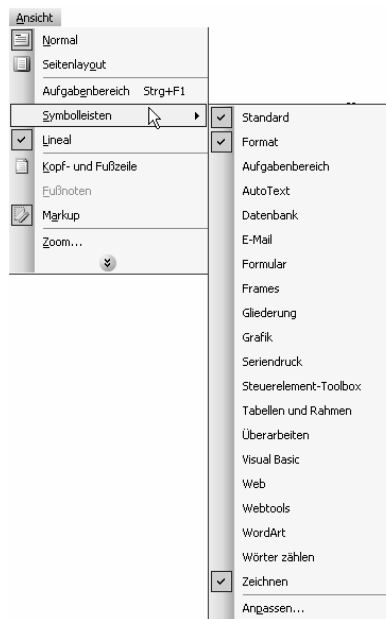 Ansicht
Normal
Seitenlayout
Aufgabenbereich Strg+F1
Symbolleisten
Lineal
Kopf- und Fußzeile
Fußnoten
Markup
Zoom...
Standard
Format
Aufgabenbereich
AutoText
Datenbank
E-Mail
Formular
Frames
Gliederung
Grafik
Seriendruck
Steuerelement-Toolbox
Tabellen und Rahmen
Überarbeiten
Visual Basic
Web
Webtools
WordArt
Wörter zählen
Zeichnen
Anpassen...